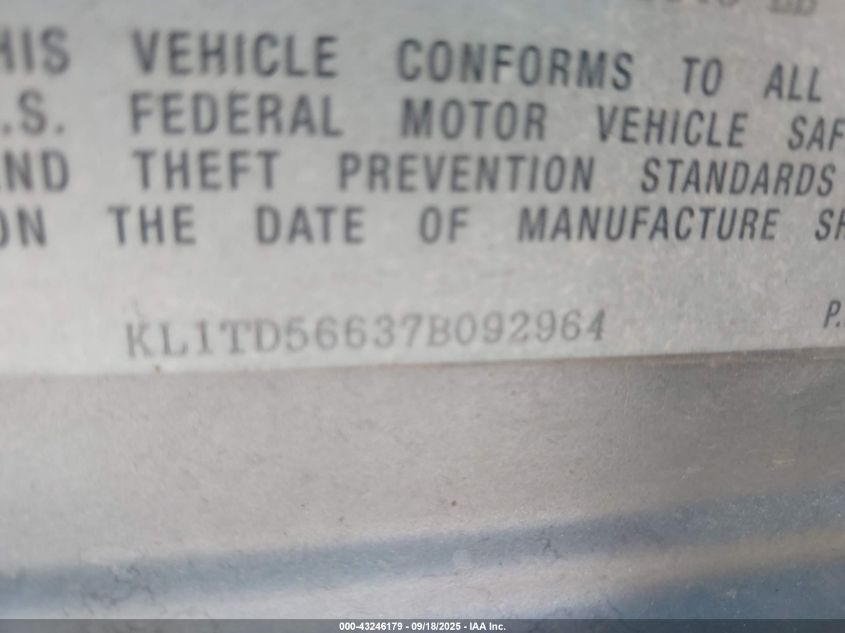 HIS VEHICLE CONFORMS TO ALL
.S. FEDERAL MOTOR VEHICLE SAF
ND THEFT PREVENTION STANDARDS
ON THE DATE OF MANUFACTURE SH
KL1TD56637B092964
P.
000-43246179 - 09/18/2025 - IAA Inc.